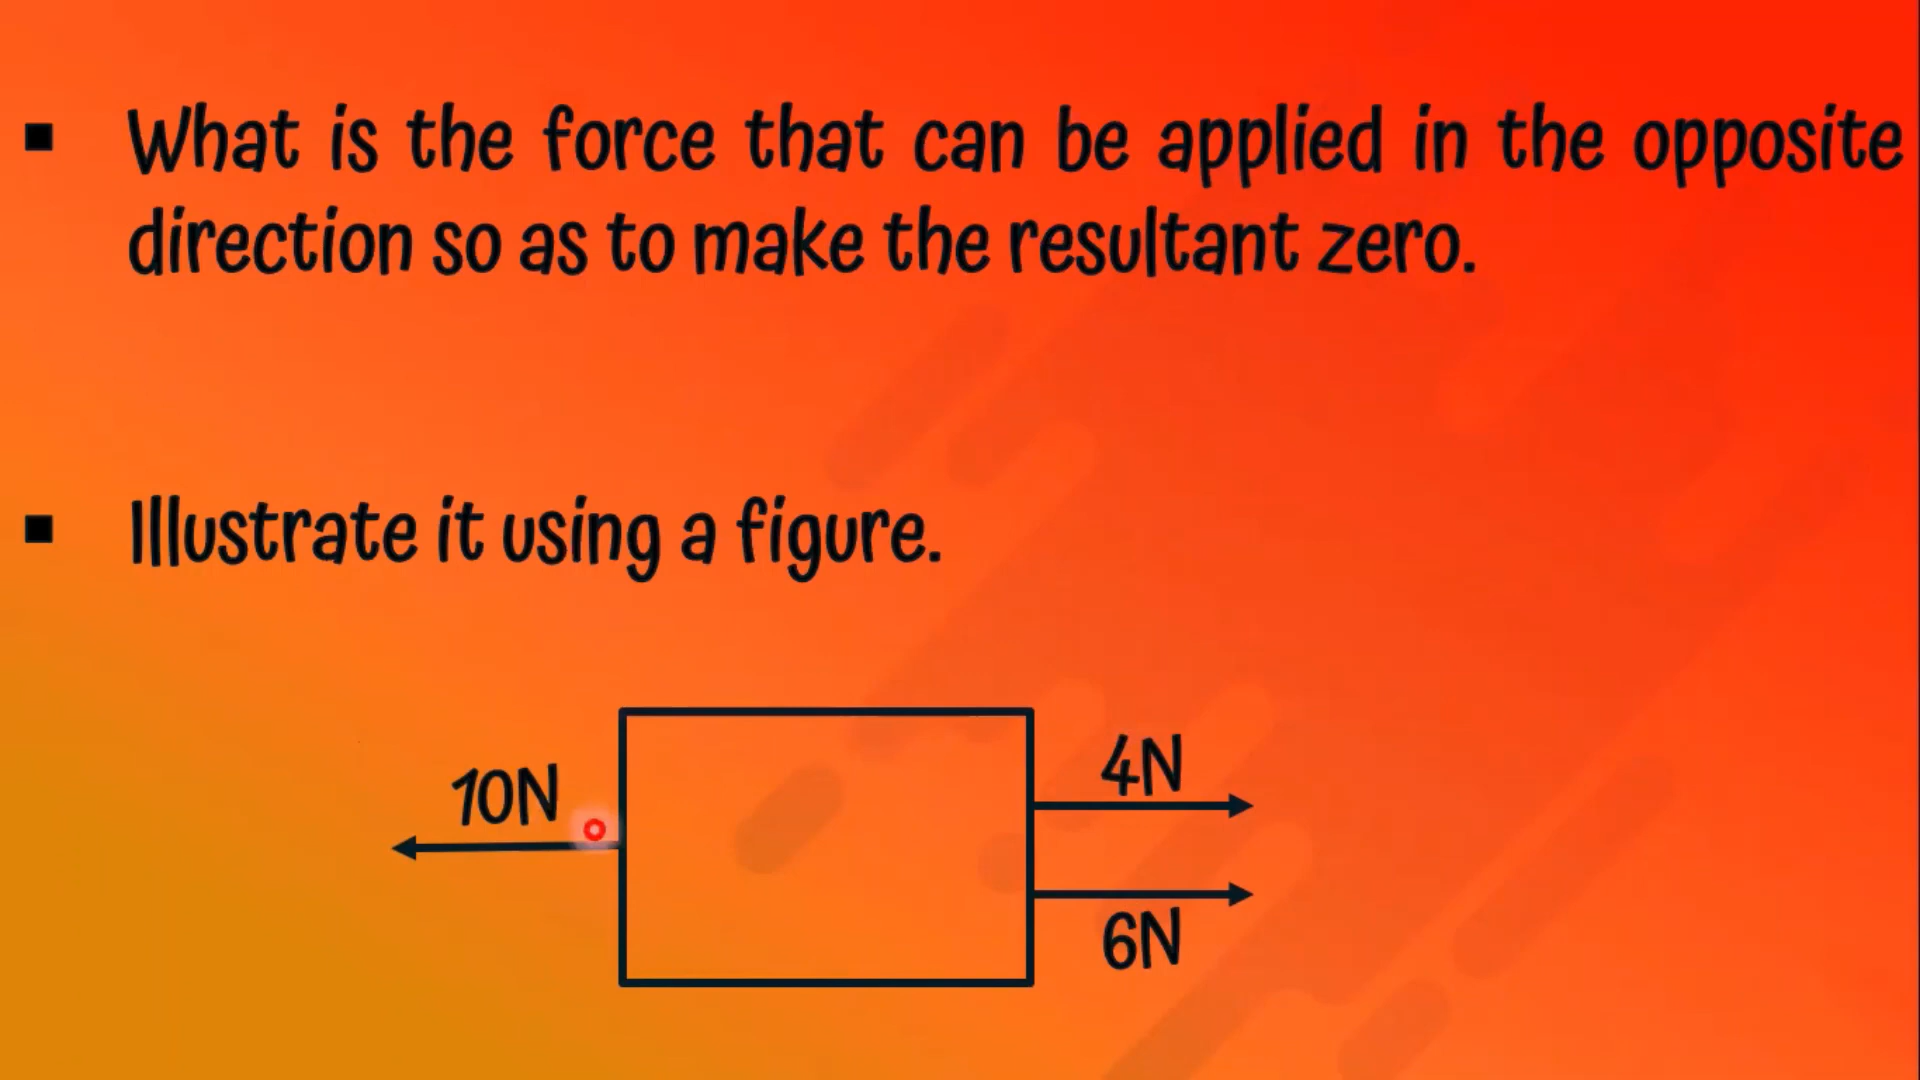 ▪ What is the force that can be applied in the opposite
direction so as to make the resultant zero.
▪ Illustrate it using a figure.
10N
4N
6N